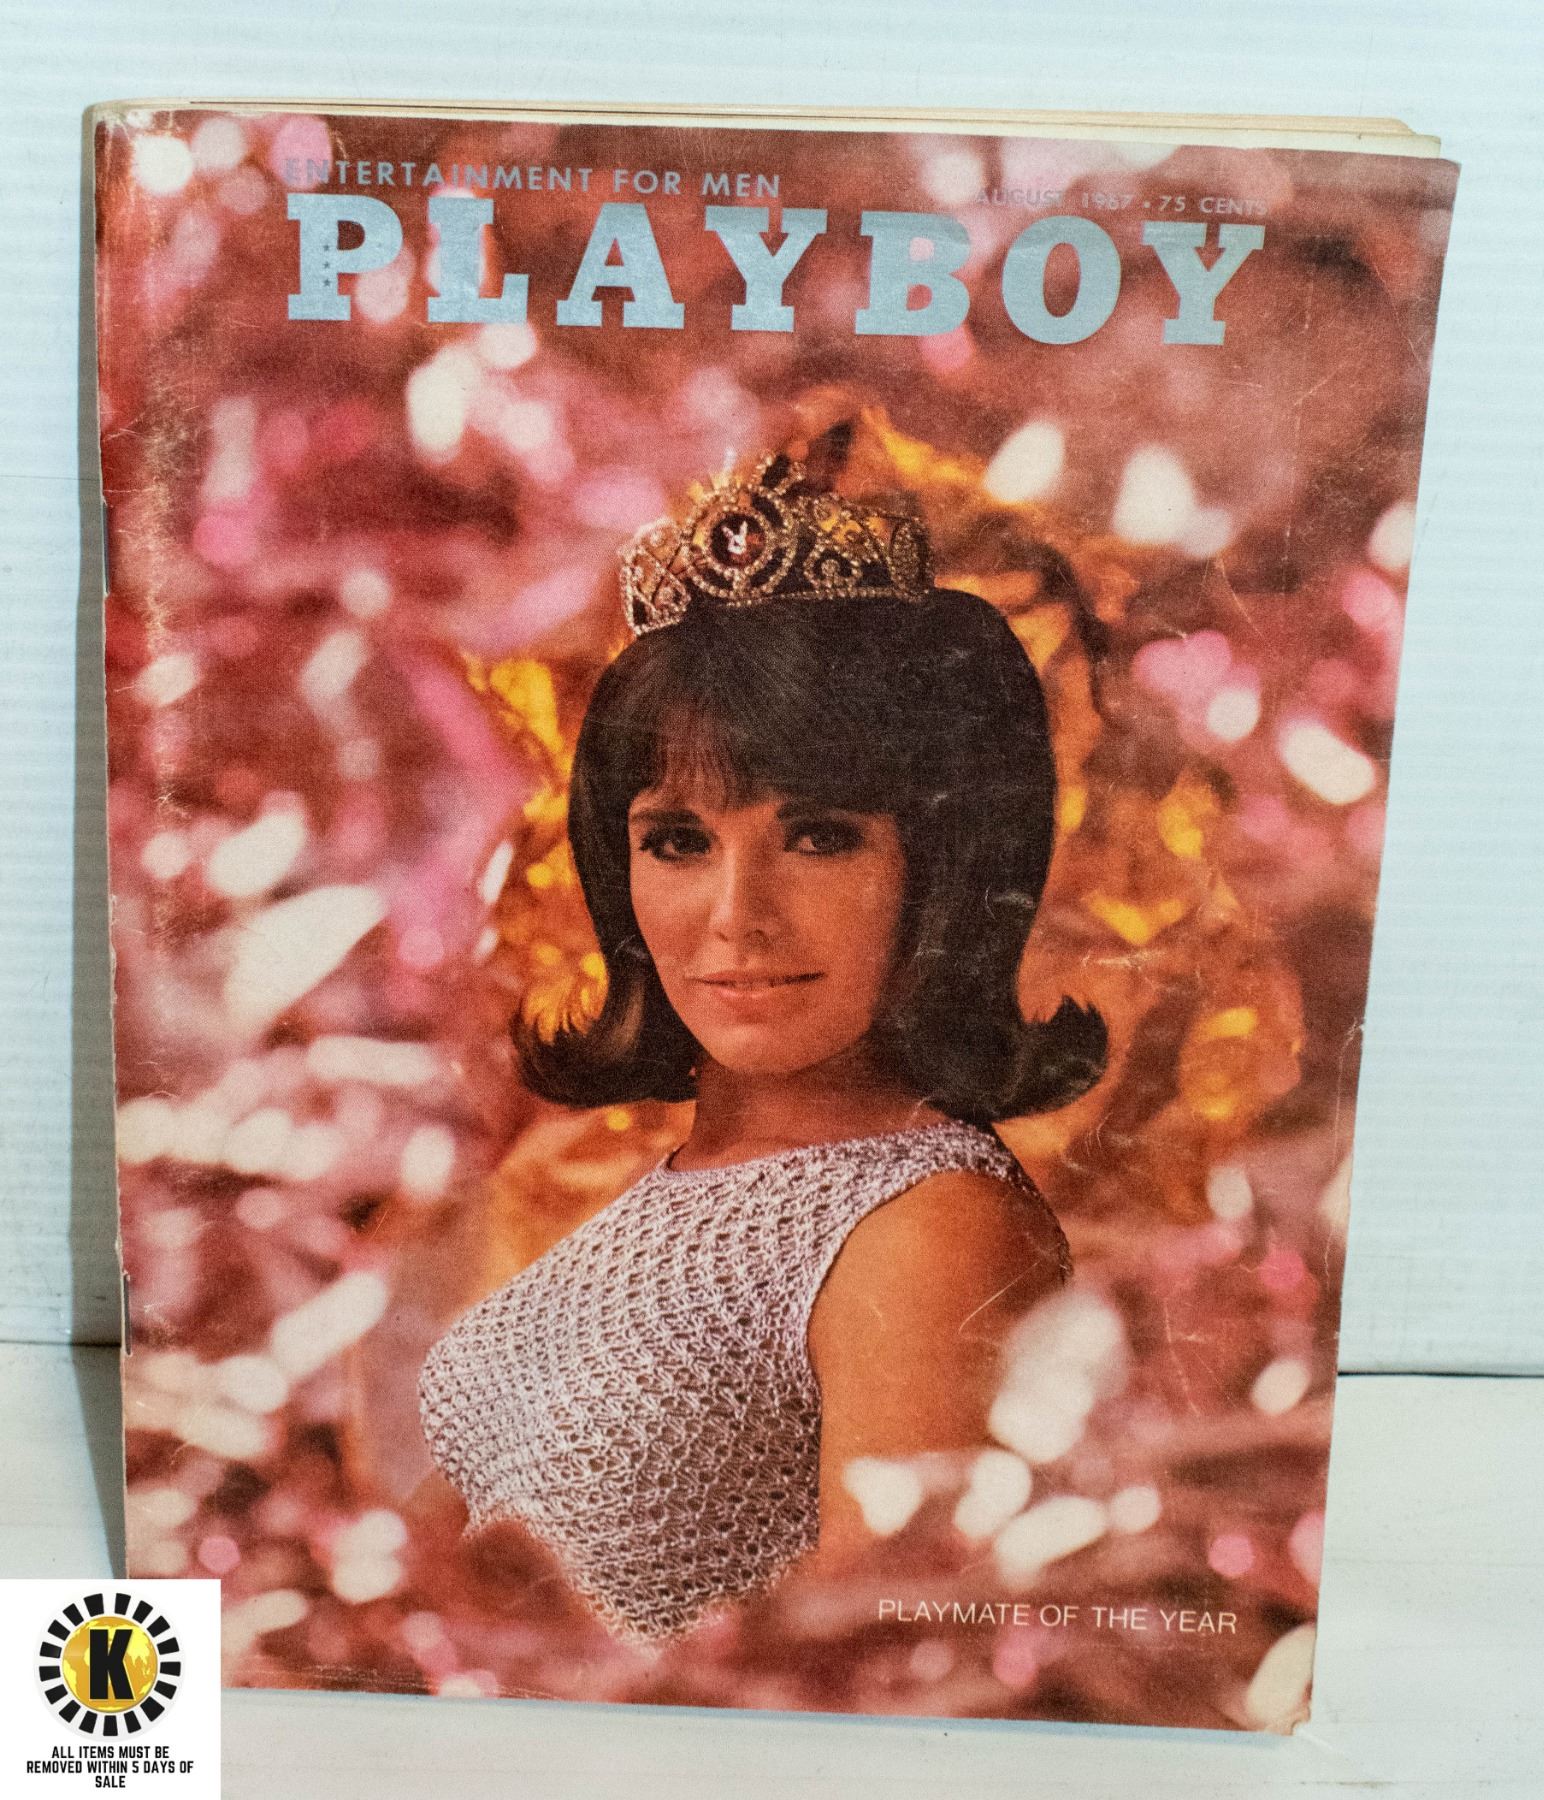 ENTERTAINMENT FOR MEN
AUGUST 1967 • 75 CENTS
PLAYBOY
PLAYMATE OF THE YEAR
K
ALL ITEMS MUST BE
REMOVED WITHIN 5 DAYS OF
SALE